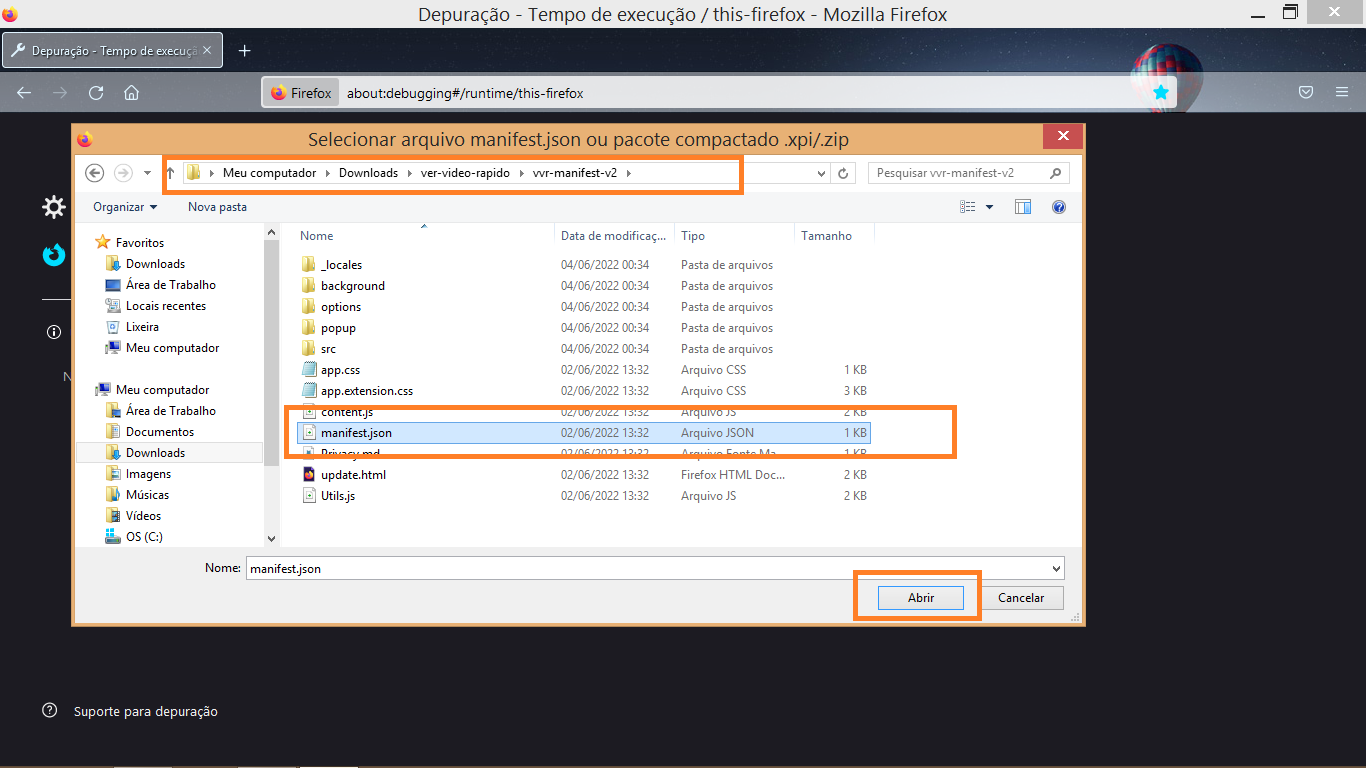 Depuração - Tempo de execução / this-firefox - Mozilla Firefox
Depuração - Tempo de execuçã
Firefox about:debugging#/runtime/this-firefox
Selecionar arquivo manifest.json ou pacote compactado .xpi/.zip
Meu computador Downloads ver-video-rapido vvr-manifest-v2 Pesquisar vvr-manifest-v2
Organizar Nova pasta
Nome Data de modificaç... Tipo Tamanho
Favoritos
Downloads
Área de Trabalho
Locais recentes
Lixeira
Meu computador
Meu computador
Área de Trabalho
Documentos
Downloads
Imagens
Músicas
Vídeos
OS (C:)
_locales 04/06/2022 00:34 Pasta de arquivos
background 04/06/2022 00:34 Pasta de arquivos
options 04/06/2022 00:34 Pasta de arquivos
popup 04/06/2022 00:34 Pasta de arquivos
src 04/06/2022 00:34 Pasta de arquivos
app.css 02/06/2022 13:32 Arquivo CSS 1 KB
app.extension.css 02/06/2022 13:32 Arquivo CSS 3 KB
content.js 02/06/2022 13:32 Arquivo JS 2 KB
manifest.json 02/06/2022 13:32 Arquivo JSON 1 KB
Privacy.md 02/06/2022 13:32 Arquivo Fonte Ma... 1 KB
update.html 02/06/2022 13:32 Firefox HTML Doc... 2 KB
Utils.js 02/06/2022 13:32 Arquivo JS 2 KB
N
Nome: manifest.json
Abrir Cancelar
Suporte para depuração